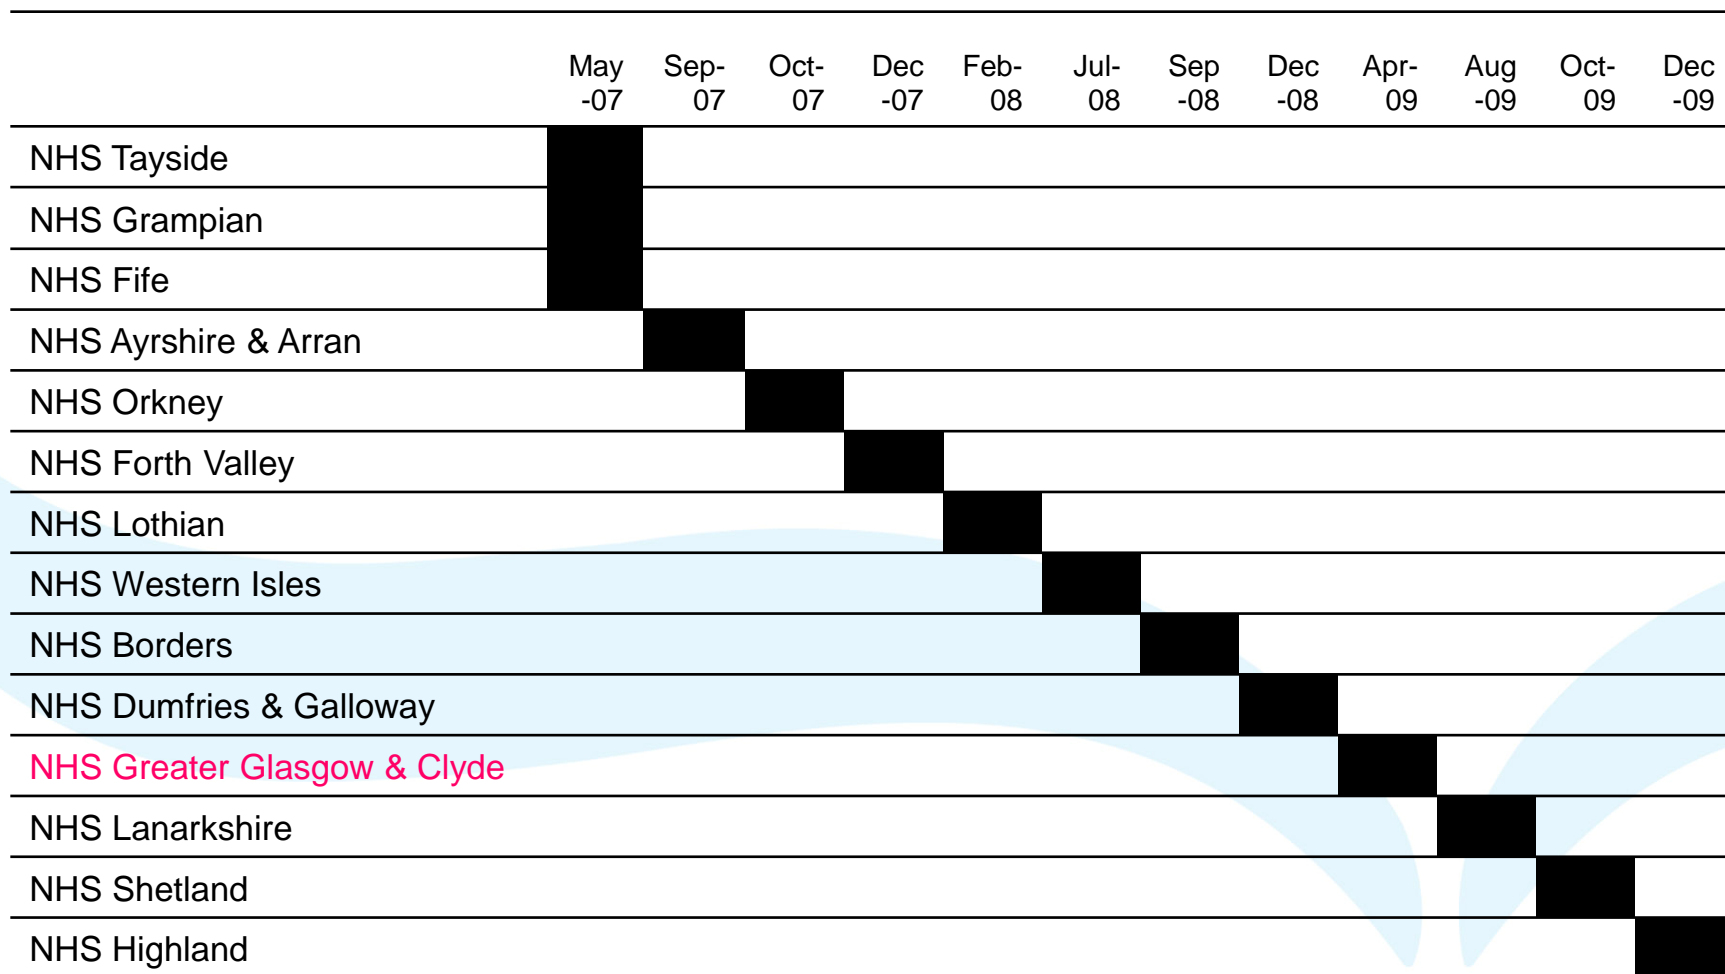 May Sep- Oct- Dec Feb- Jul- Sep Dec Apr- Aug Oct- Dec
-07 07 07 -07 08 08 -08 -08 09 -09 09 -09
NHS Tayside
NHS Grampian
NHS Fife
NHS Ayrshire & Arran
NHS Orkney
NHS Forth Valley
NHS Lothian
NHS Western Isles
NHS Borders
NHS Dumfries & Galloway
NHS Greater Glasgow & Clyde
NHS Lanarkshire
NHS Shetland
NHS Highland